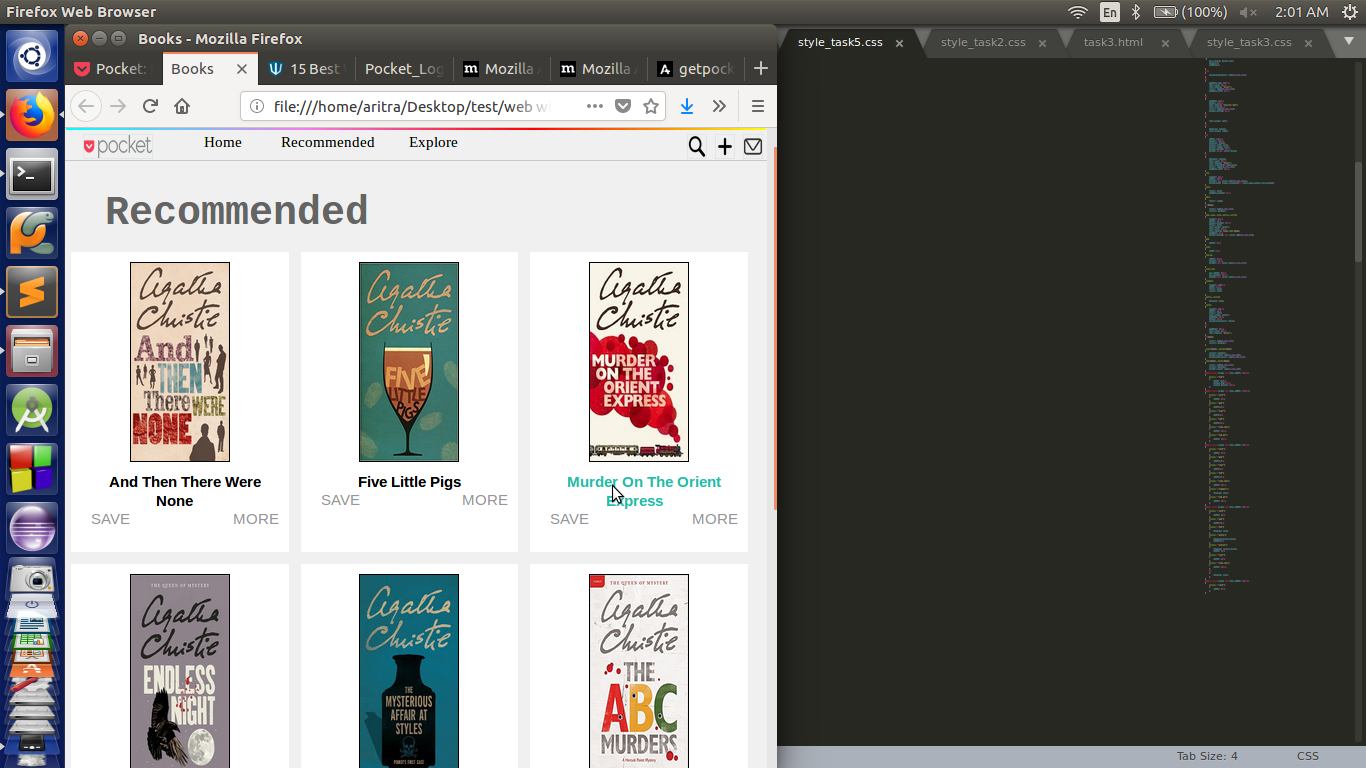 Firefox Web Browser
En
(100%)
2:01 AM
Books - Mozilla Firefox
Pocket:
Books
15 Best
Pocket_Log
Mozilla
Mozilla
getpock
file:///home/aritra/Desktop/test/web w
style_task5.css
style_task2.css
task3.html
style_task3.css
pocket
Home
Recommended
Explore
Recommended
Agatha
Christie
And
THEN
There WERE
NONE
And Then There Were
None
SAVE
MORE
Agatha
Christie
FIVE
LITTLE
PIGS
Five Little Pigs
SAVE
MORE
Agatha
Christie
MURDER
ON THE
ORIENT
EXPRESS
Murder On The Orient
Express
SAVE
MORE
THE QUEEN OF MYSTERY
Agatha
Christie
ENDLESS
NIGHT
Agatha
Christie
THE
MYSTERIOUS
AFFAIR AT
STYLES
POIROT'S FIRST CASE
THE QUEEN OF MYSTERY
Agatha
Christie
THE
ABC
MURDERS
A Hercule Poirot Mystery
Tab Size: 4
CSS